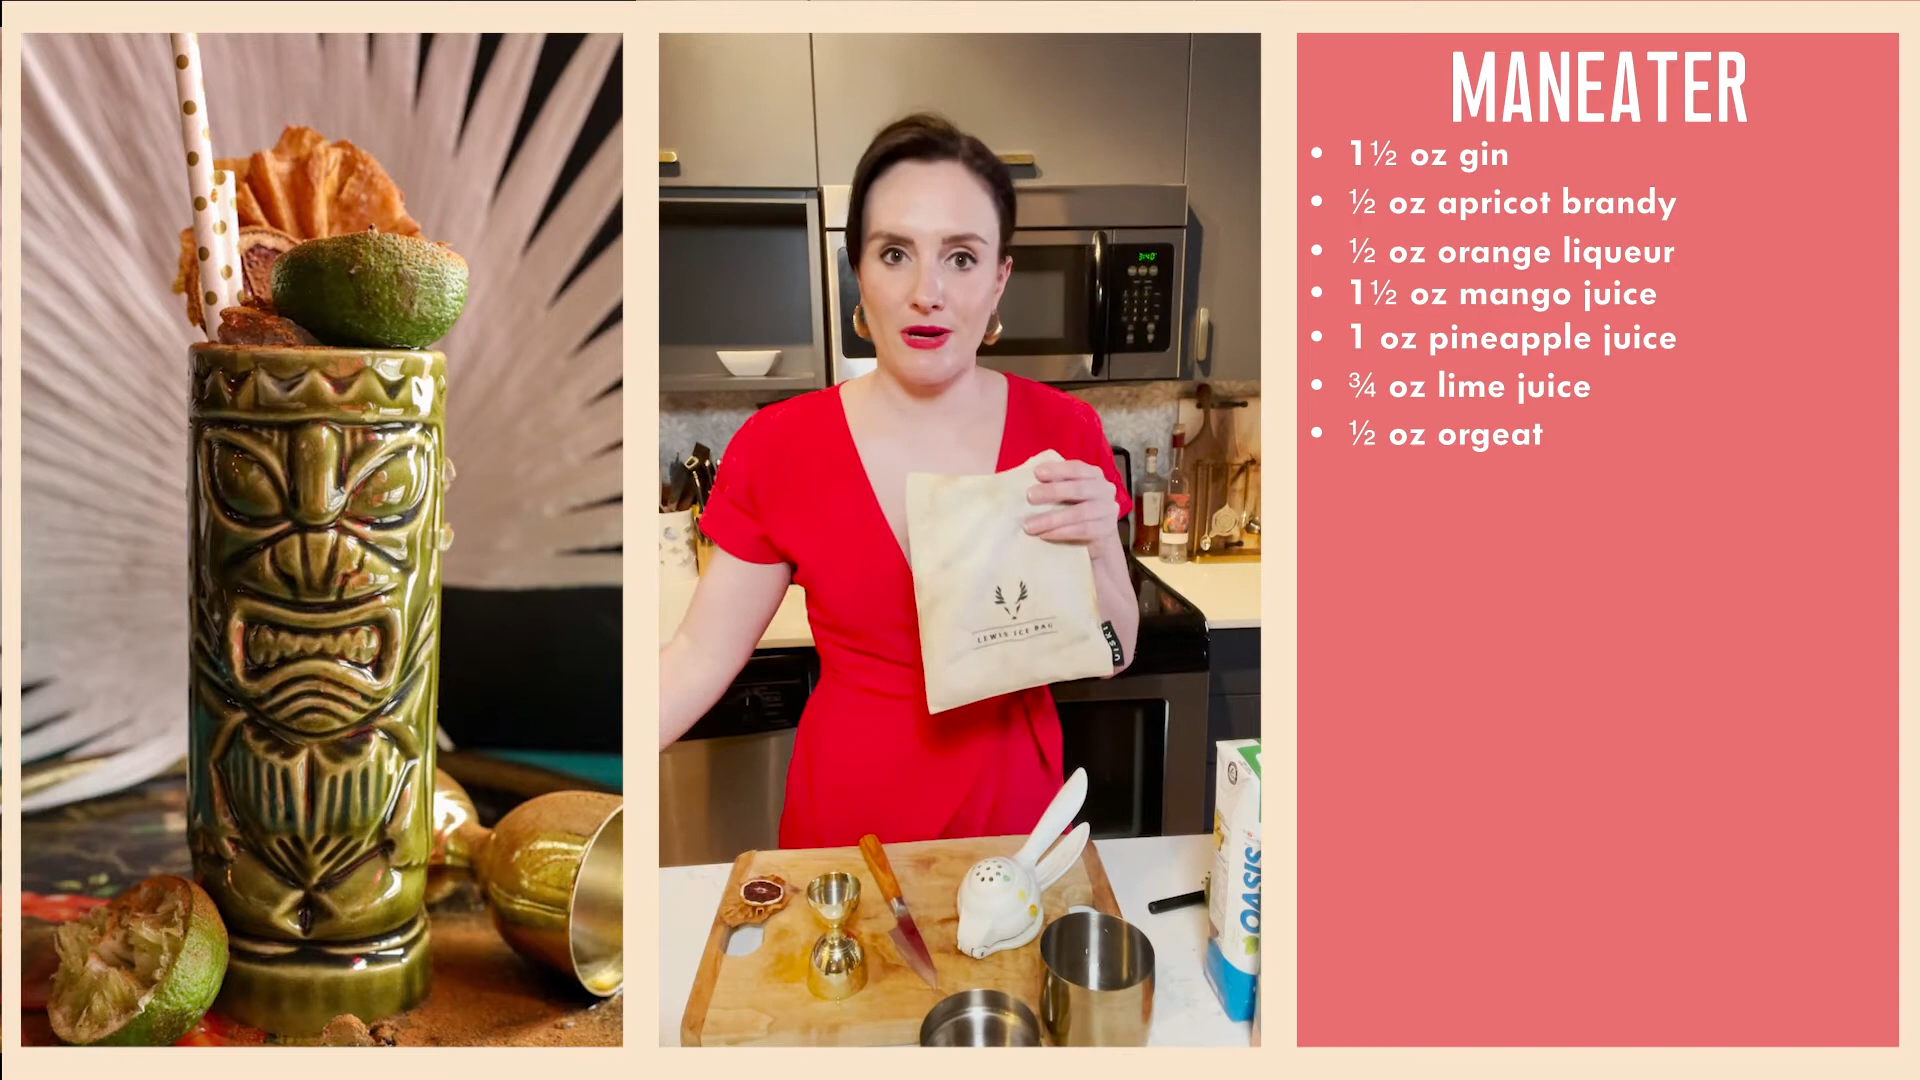 MANEATER
• 1½ oz gin
• ½ oz apricot brandy
• ½ oz orange liqueur
• 1½ oz mango juice
• 1 oz pineapple juice
• ¾ oz lime juice
• ½ oz orgeat
LEWIS ICE BAG
VISKI
OASIS